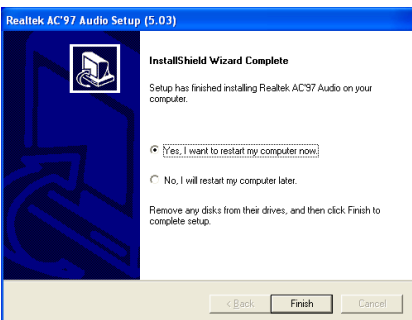 Realtek AC'97 Audio Setup (5.03)
InstallShield Wizard Complete
Setup has finished installing Realtek AC'97 Audio on your
computer.
Yes, I want to restart my computer now.
No, I will restart my computer later.
Remove any disks from their drives, and then click Finish to
complete setup.
< Back
Finish
Cancel